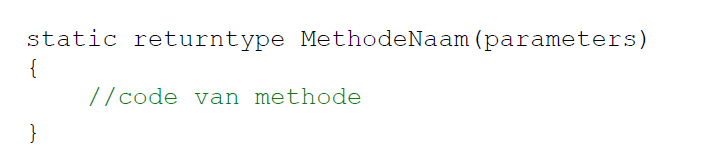 static returntype MethodeNaam(parameters)
{
//code van methode
}